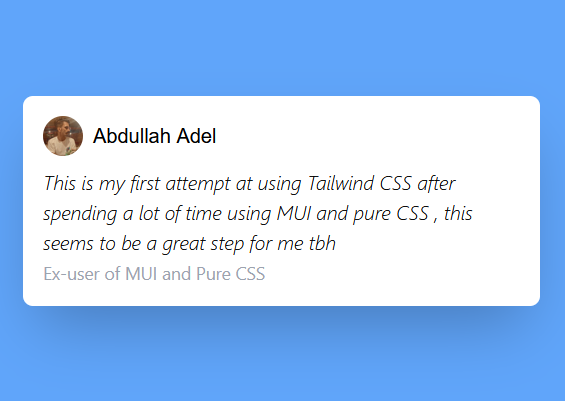 Abdullah Adel
This is my first attempt at using Tailwind CSS after
spending a lot of time using MUI and pure CSS , this
seems to be a great step for me tbh
Ex-user of MUI and Pure CSS